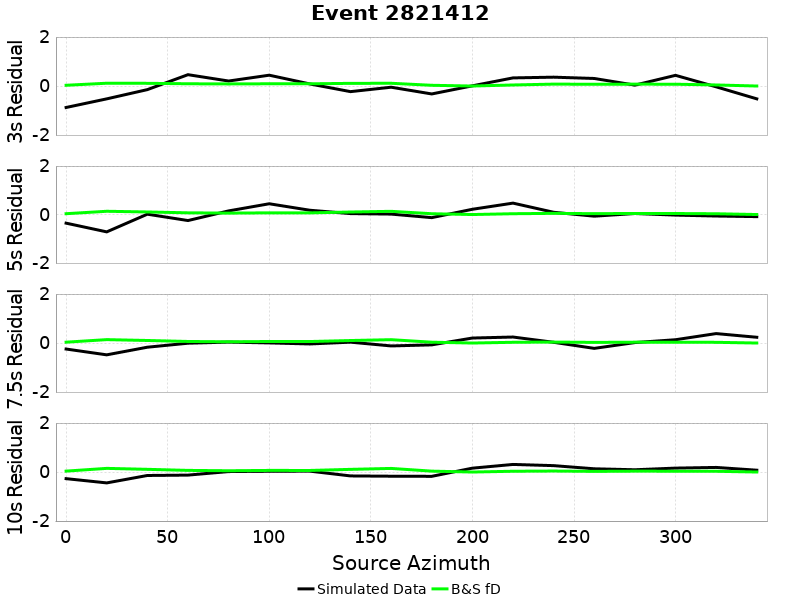 Event 2821412
3s Residual
2
0
-2
5s Residual
2
0
-2
7.5s Residual
2
0
-2
10s Residual
2
0
-2
0 50 100 150 200 250 300
Source Azimuth
Simulated Data B&S fD